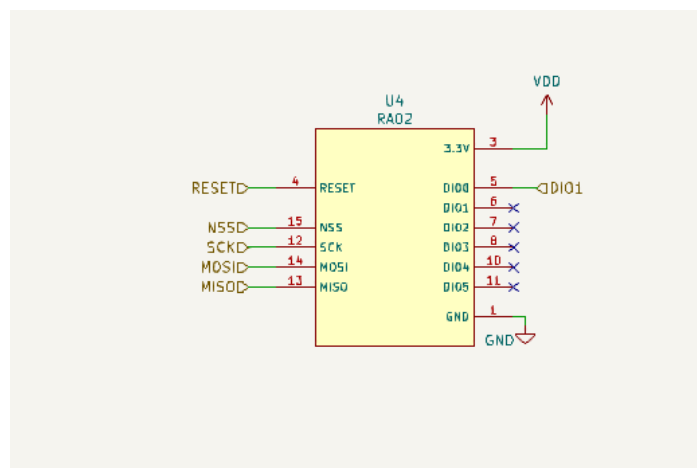 VDD
U4
RA02
3.3V 3
RESET 4 RESET DIO0 5 DIO1
DIO1 6
NSS 15 NSS DIO2 7
SCK 12 SCK DIO3 8
MOSI 14 MOSI DIO4 10
MISO 13 MISO DIO5 11
GND 1
GND